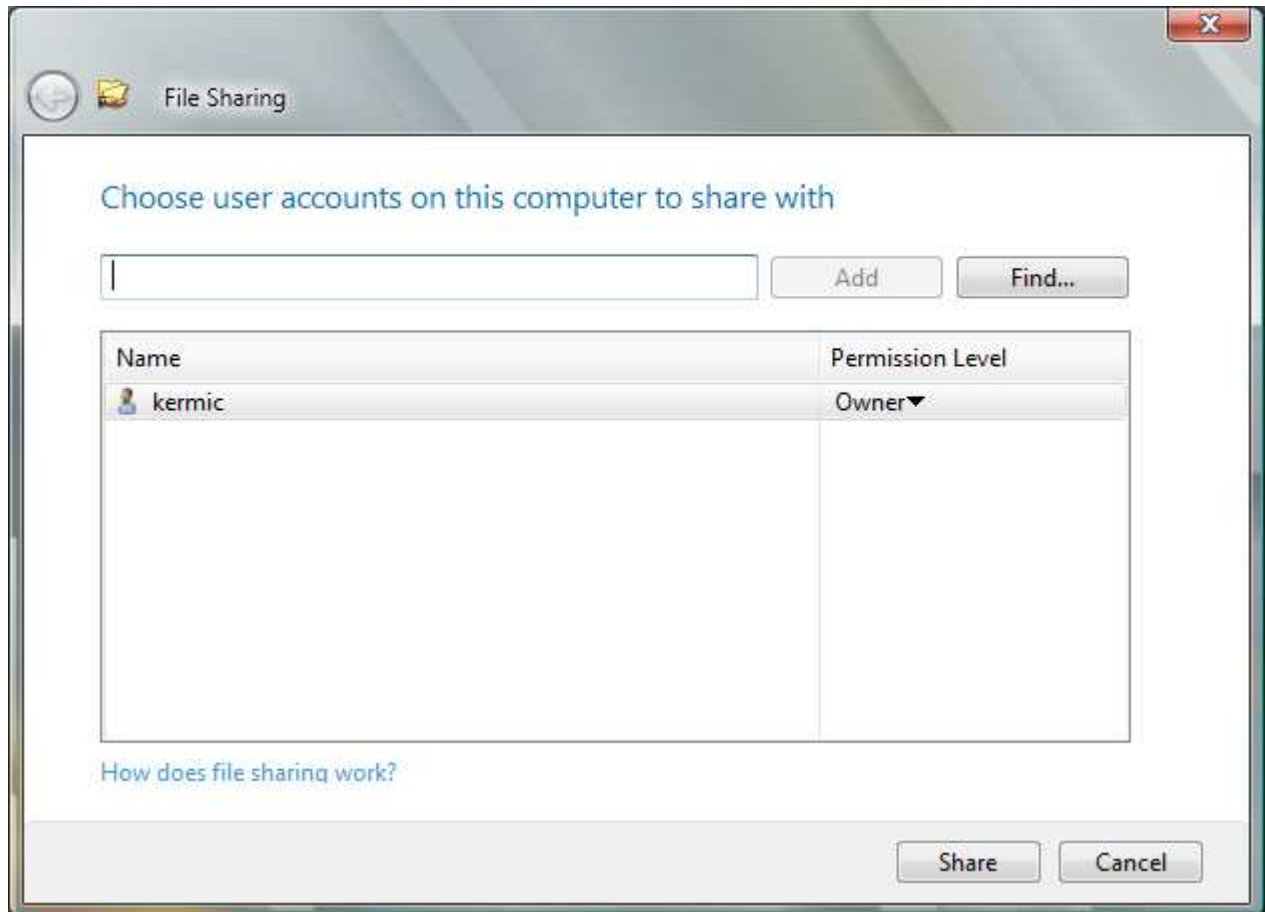 File Sharing
Choose user accounts on this computer to share with
Add Find...
Name Permission Level
kermic Owner
How does file sharing work?
Share Cancel